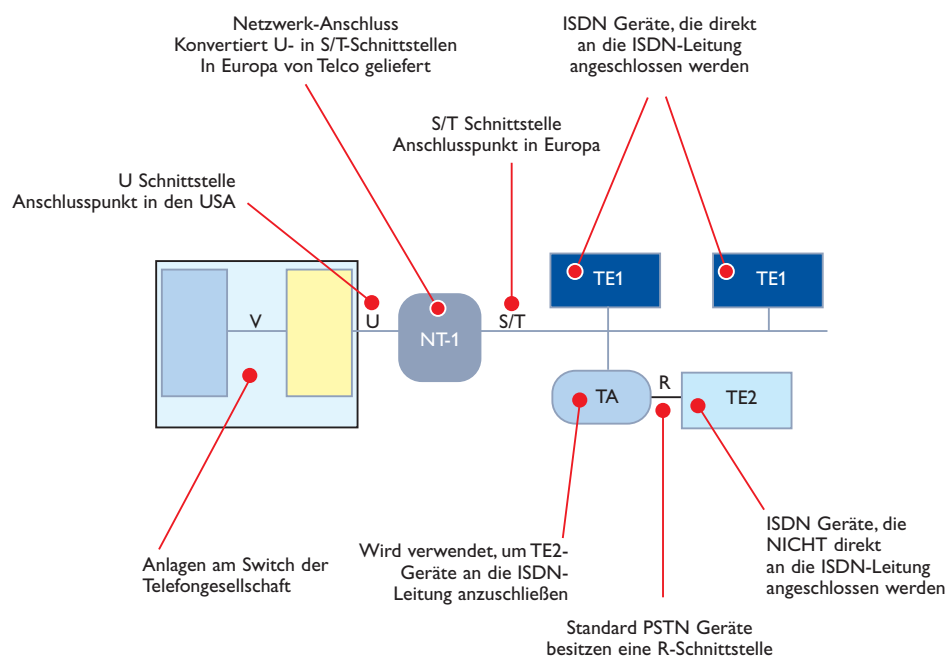 Netzwerk-Anschluss
Konvertiert U- in S/T-Schnittstellen
In Europa von Telco geliefert
ISDN Geräte, die direkt
an die ISDN-Leitung
angeschlossen werden
S/T Schnittstelle
Anschlusspunkt in Europa
U Schnittstelle
Anschlusspunkt in den USA
TE1
TE1
V
U
NT-1
S/T
TA
R
TE2
Anlagen am Switch der
Telefongesellschaft
Wird verwendet, um TE2-
Geräte an die ISDN-
Leitung anzuschließen
ISDN Geräte, die
NICHT direkt
an die ISDN-Leitung
angeschlossen werden
Standard PSTN Geräte
besitzen eine R-Schnittstelle